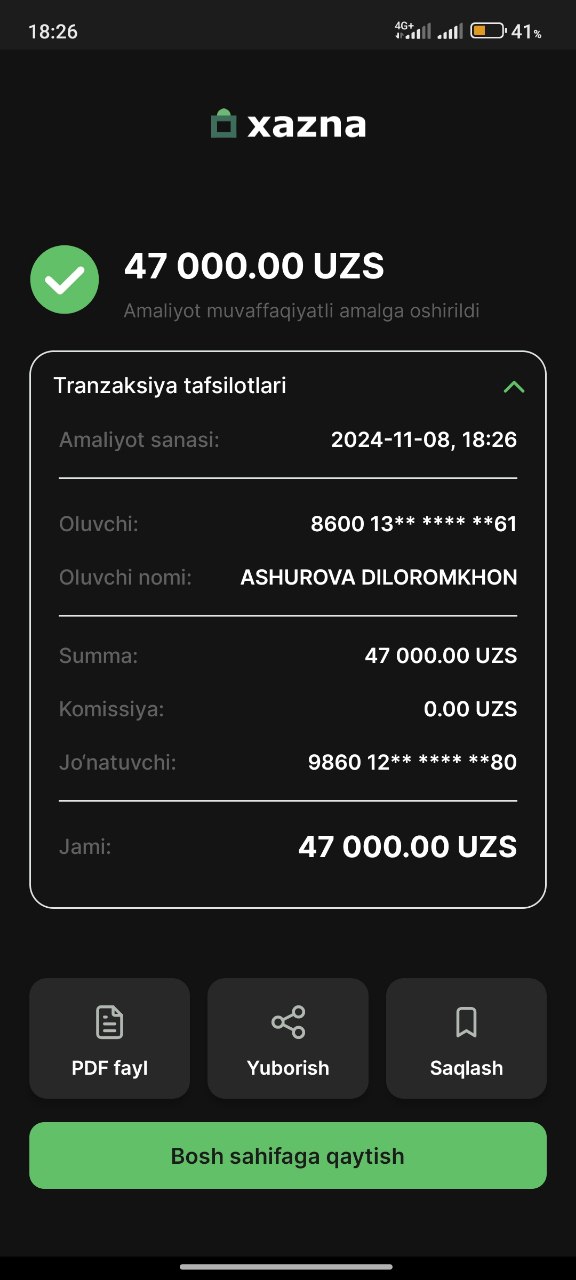 18:26
4G+ 41%
xazna
47 000.00 UZS
Amaliyot muvaffaqiyatli amalga oshirildi
Tranzaksiya tafsilotlari
Amaliyot sanasi: 2024-11-08, 18:26
Oluvchi: 8600 13** **** **61
Oluvchi nomi: ASHUROVA DILOROMKHON
Summa: 47 000.00 UZS
Komissiya: 0.00 UZS
Jo‘natuvchi: 9860 12** **** **80
Jami: 47 000.00 UZS
PDF fayl Yuborish Saqlash
Bosh sahifaga qaytish